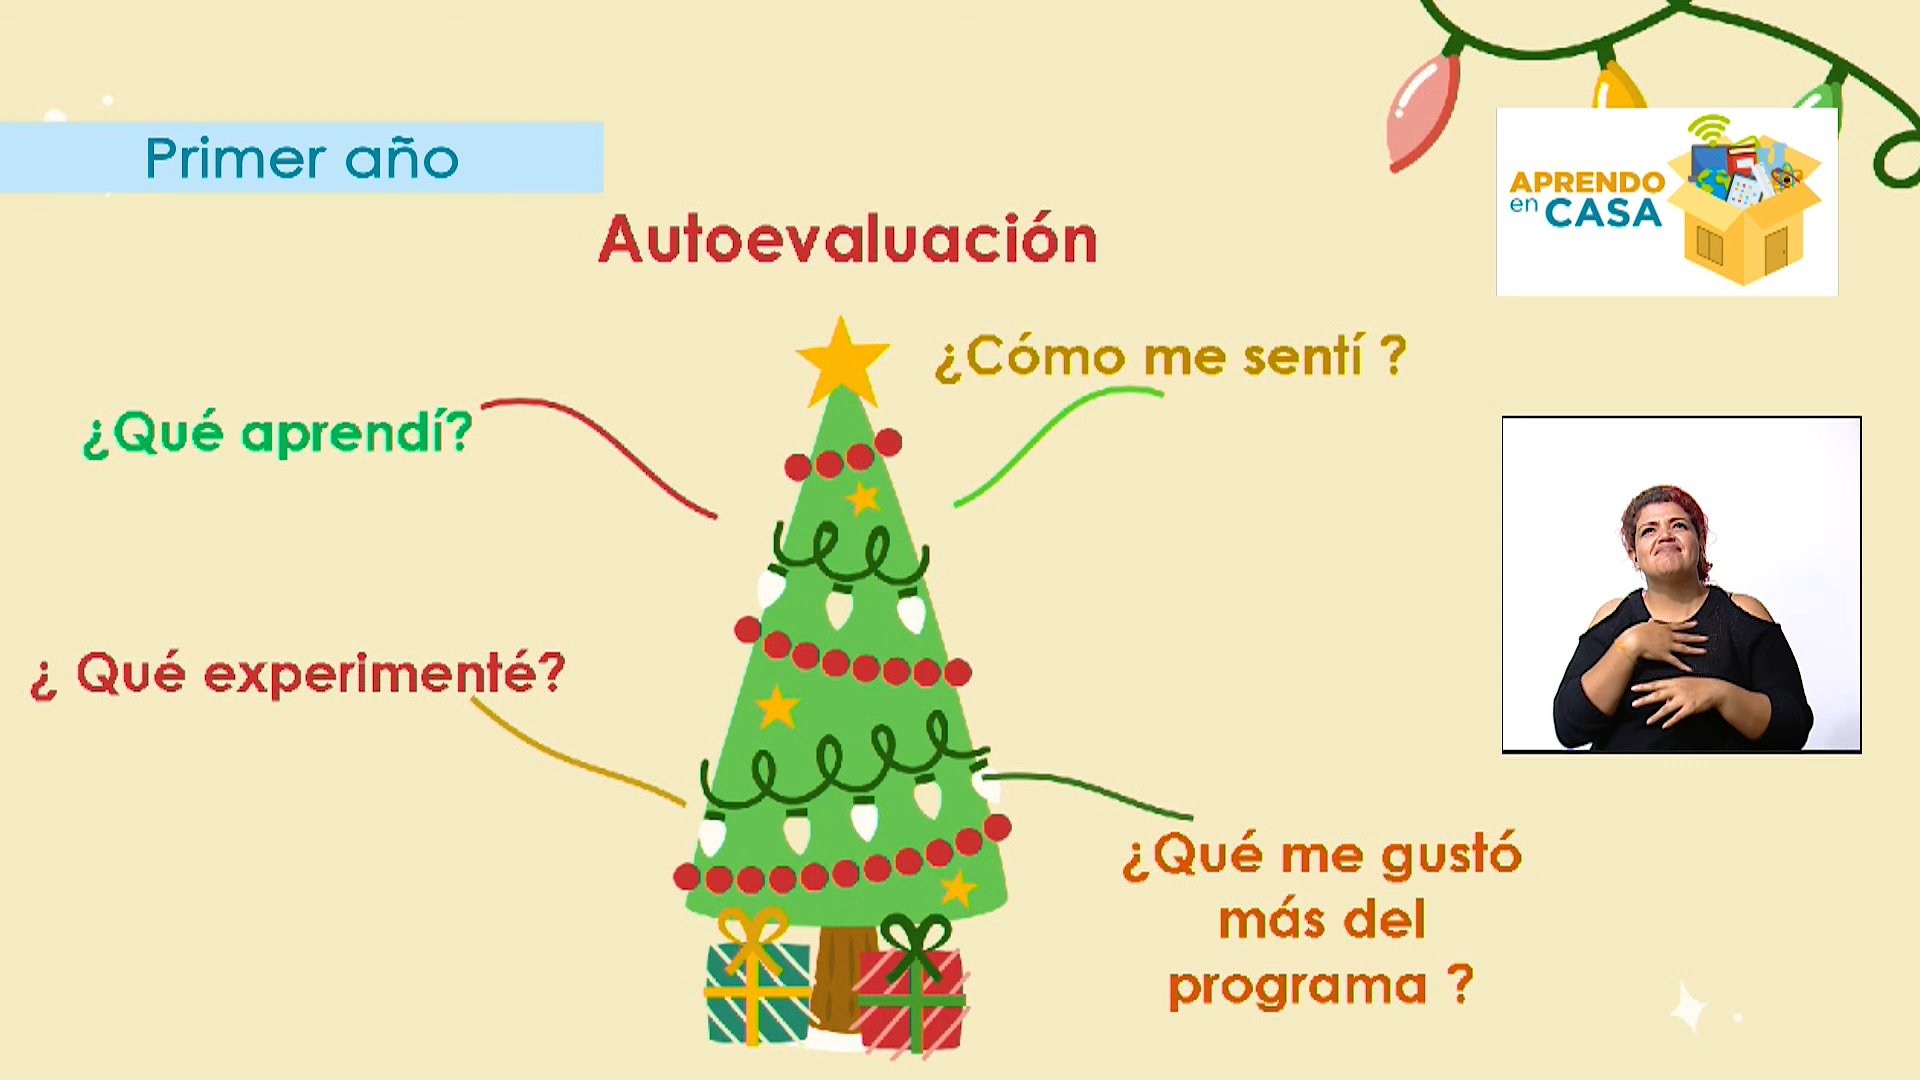 Primer año
APRENDO
en CASA
Autoevaluación
¿Cómo me sentí ?
¿Qué aprendí?
¿ Qué experimenté?
¿Qué me gustó
más del
programa ?